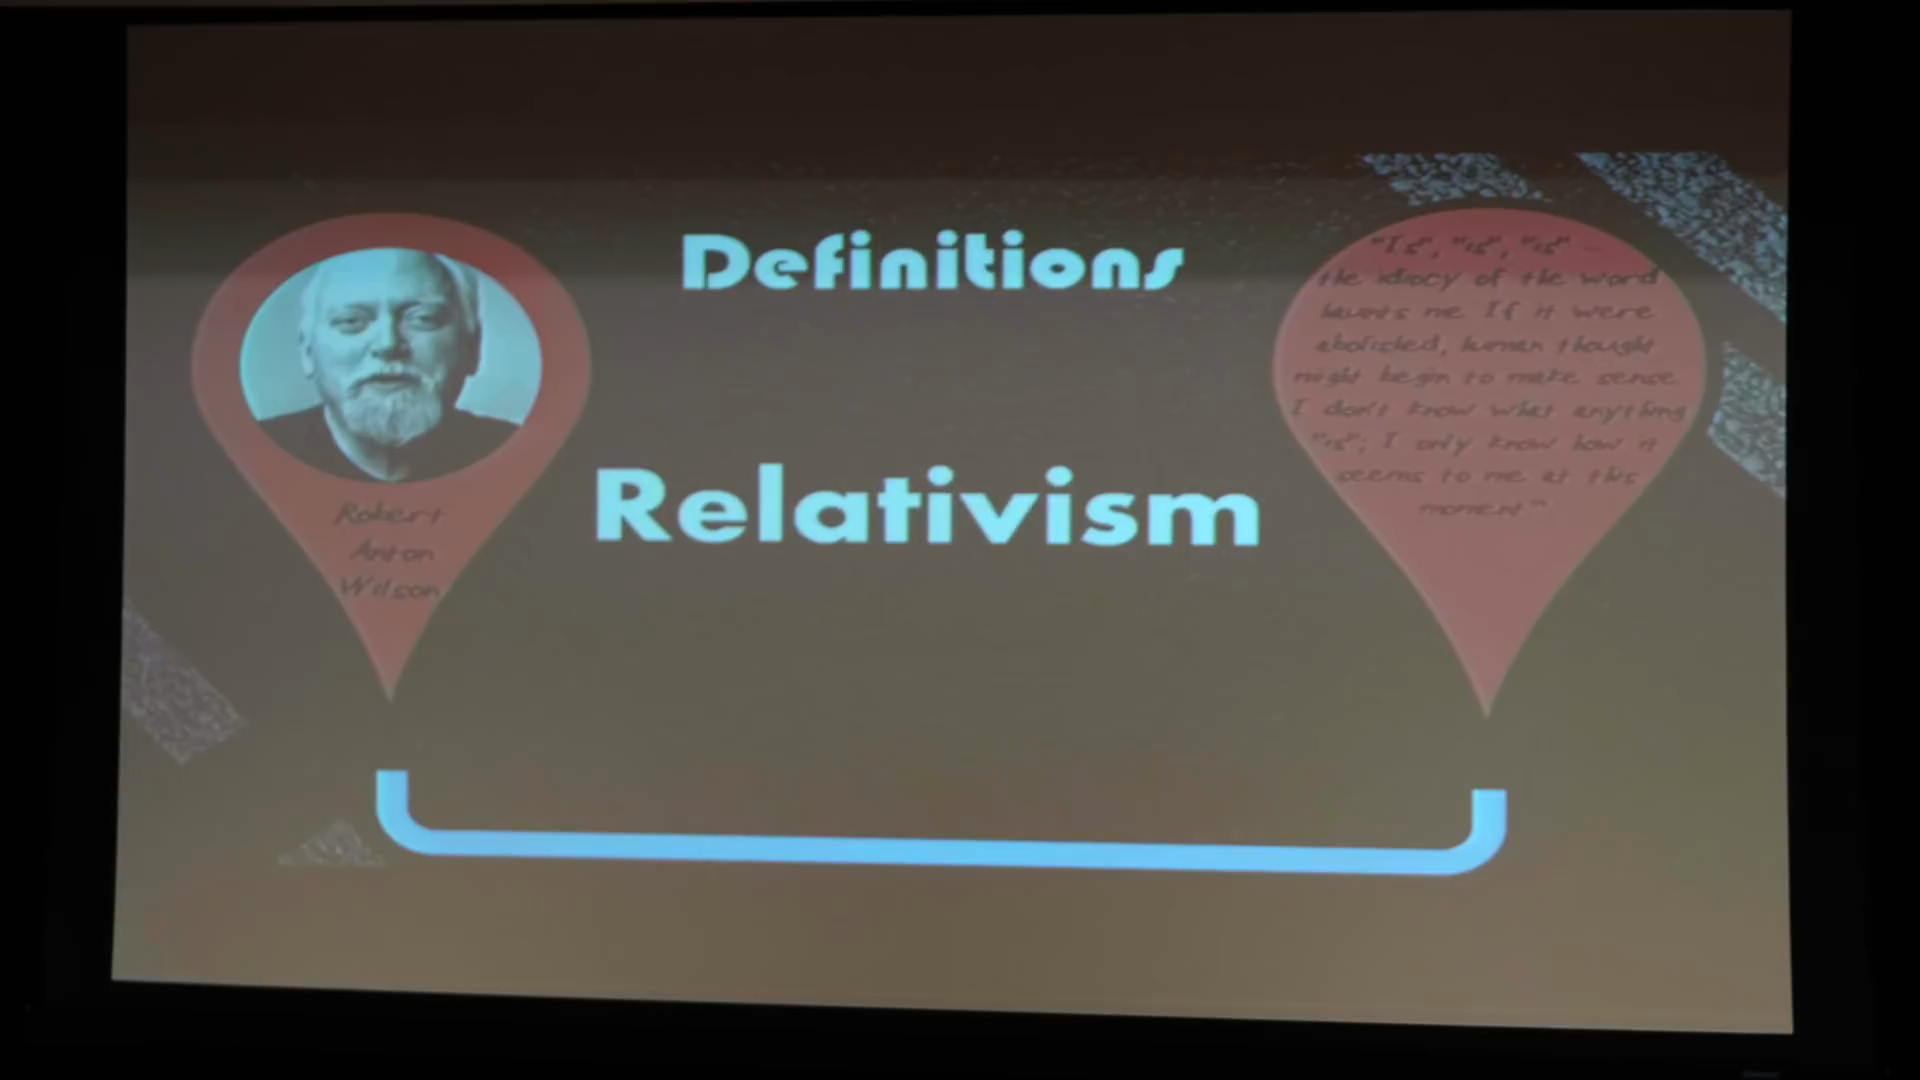 Definitions
Relativism
Robert
Anton
Wilson
"Is", "is", "is" —
the idiocy of the word
haunts me. If it were
abolished, human thought
might begin to make sense.
I don't know what anything
"is"; I only know how it
seems to me at this
moment"